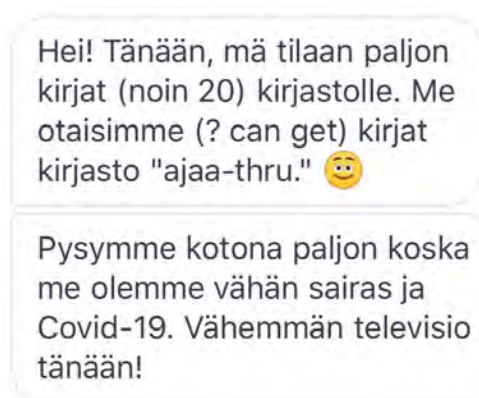 Hei! Tänään, mä tilaan paljon
kirjat (noin 20) kirjastolle. Me
otaisimme (? can get) kirjat
kirjasto "ajaa-thru." 🙂
Pysymme kotona paljon koska
me olemme vähän sairas ja
Covid-19. Vähemmän televisio
tänään!